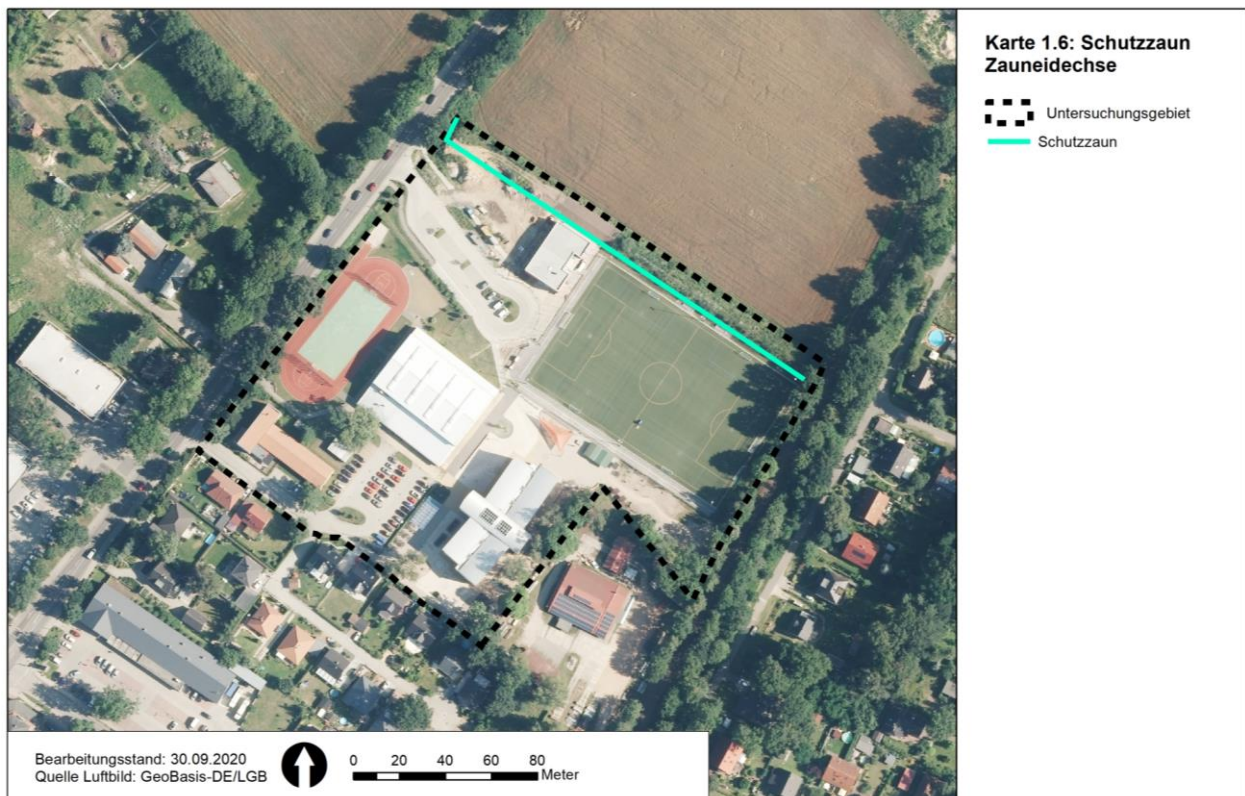 Karte 1.6: Schutzzaun
Zauneidechse
Untersuchungsgebiet
Schutzzaun
Bearbeitungsstand: 30.09.2020
Quelle Luftbild: GeoBasis-DE/LGB
0 20 40 60 80
Meter